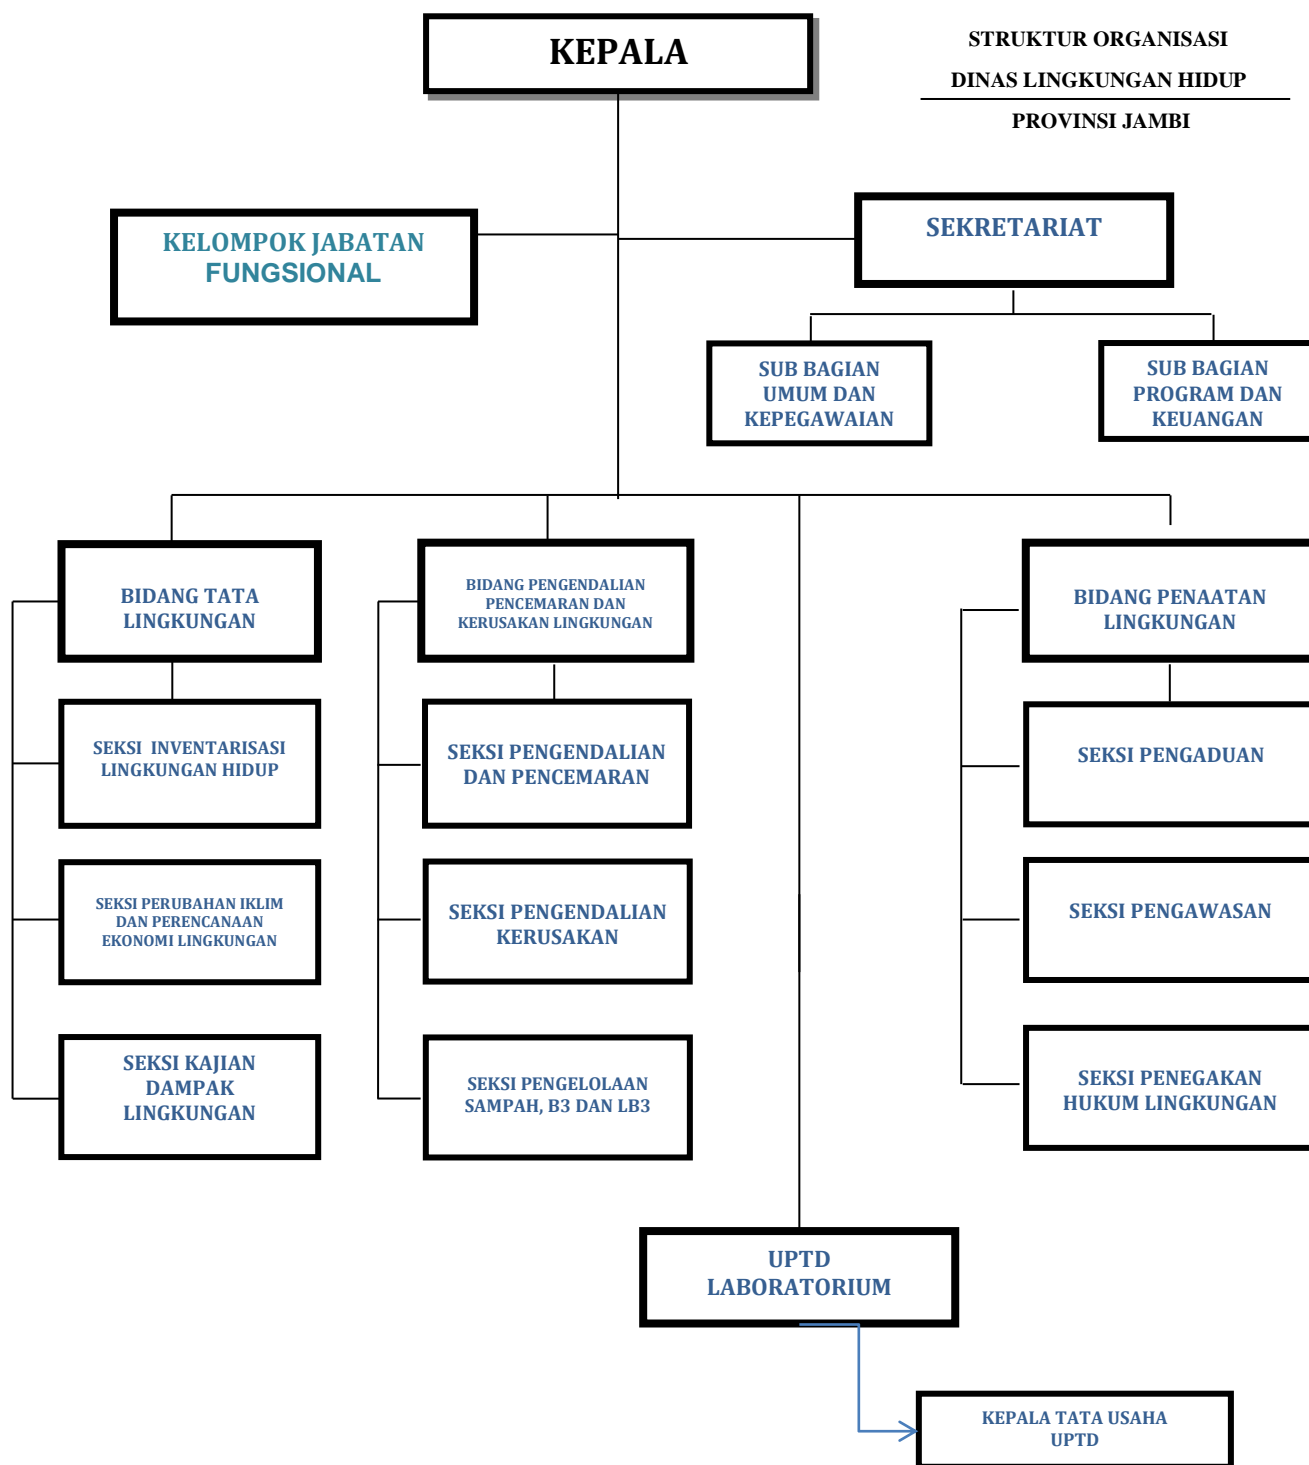 KEPALA
STRUKTUR ORGANISASI
DINAS LINGKUNGAN HIDUP
PROVINSI JAMBI
KELOMPOK JABATAN
FUNGSIONAL
SEKRETARIAT
SUB BAGIAN
UMUM DAN
KEPEGAWAIAN
SUB BAGIAN
PROGRAM DAN
KEUANGAN
BIDANG TATA
LINGKUNGAN
BIDANG PENGENDALIAN
PENCEMARAN DAN
KERUSAKAN LINGKUNGAN
BIDANG PENAATAN
LINGKUNGAN
SEKSI  INVENTARISASI
LINGKUNGAN HIDUP
SEKSI PENGENDALIAN
DAN PENCEMARAN
SEKSI PENGADUAN
SEKSI PERUBAHAN IKLIM
DAN PERENCANAAN
EKONOMI LINGKUNGAN
SEKSI PENGENDALIAN
KERUSAKAN
SEKSI PENGAWASAN
SEKSI KAJIAN
DAMPAK
LINGKUNGAN
SEKSI PENGELOLAAN
SAMPAH, B3 DAN LB3
SEKSI PENEGAKAN
HUKUM LINGKUNGAN
UPTD
LABORATORIUM
KEPALA TATA USAHA
UPTD